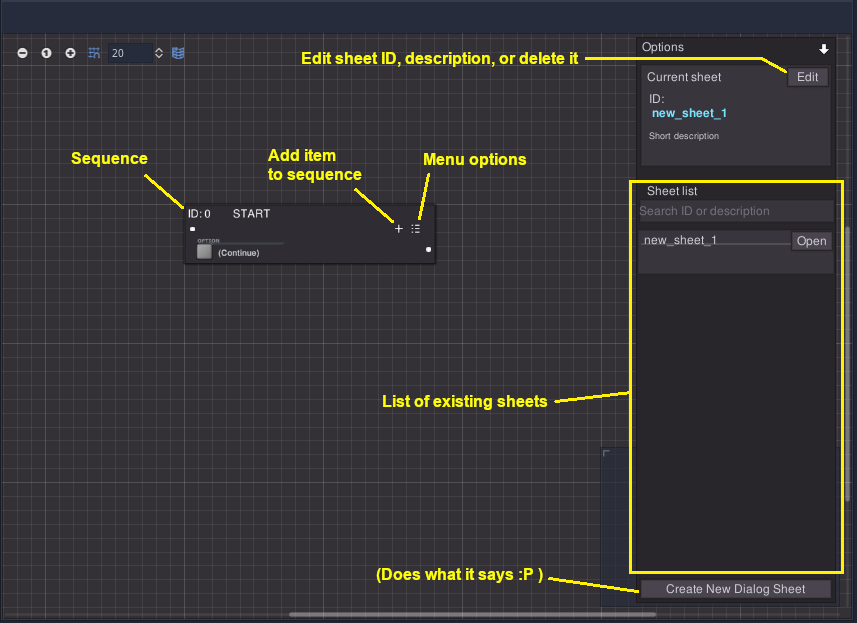 20
Options
Edit sheet ID, description, or delete it
Current sheet
Edit
ID:
new_sheet_1
Short description
Sequence
Add item
to sequence
Menu options
Sheet list
Search ID or description
ID: 0 START
new_sheet_1
Open
OPTION
(Continue)
List of existing sheets
(Does what it says :P )
Create New Dialog Sheet